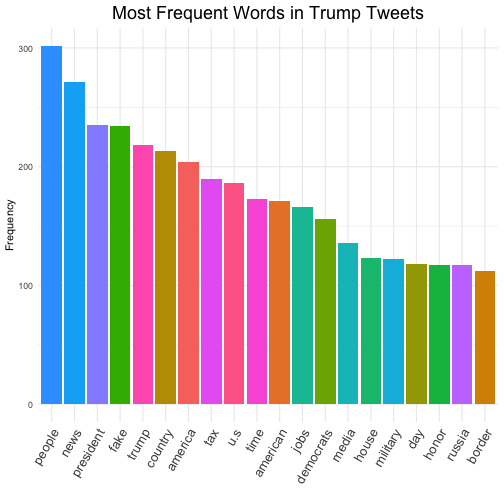 Most Frequent Words in Trump Tweets
Frequency
300
200
100
0
people
news
president
fake
trump
country
america
tax
u.s
time
american
jobs
democrats
media
house
military
day
honor
russia
border